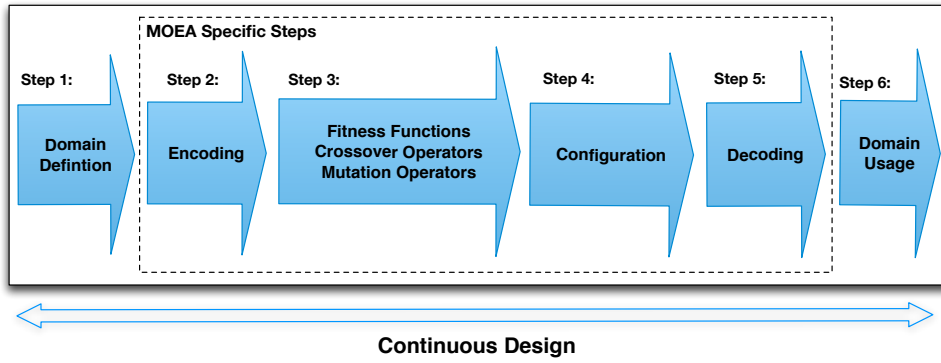 MOEA Specific Steps
Step 1:
Step 2:
Step 3:
Step 4:
Step 5:
Step 6:
Domain
Defintion
Encoding
Fitness Functions
Crossover Operators
Mutation Operators
Configuration
Decoding
Domain
Usage
Continuous Design